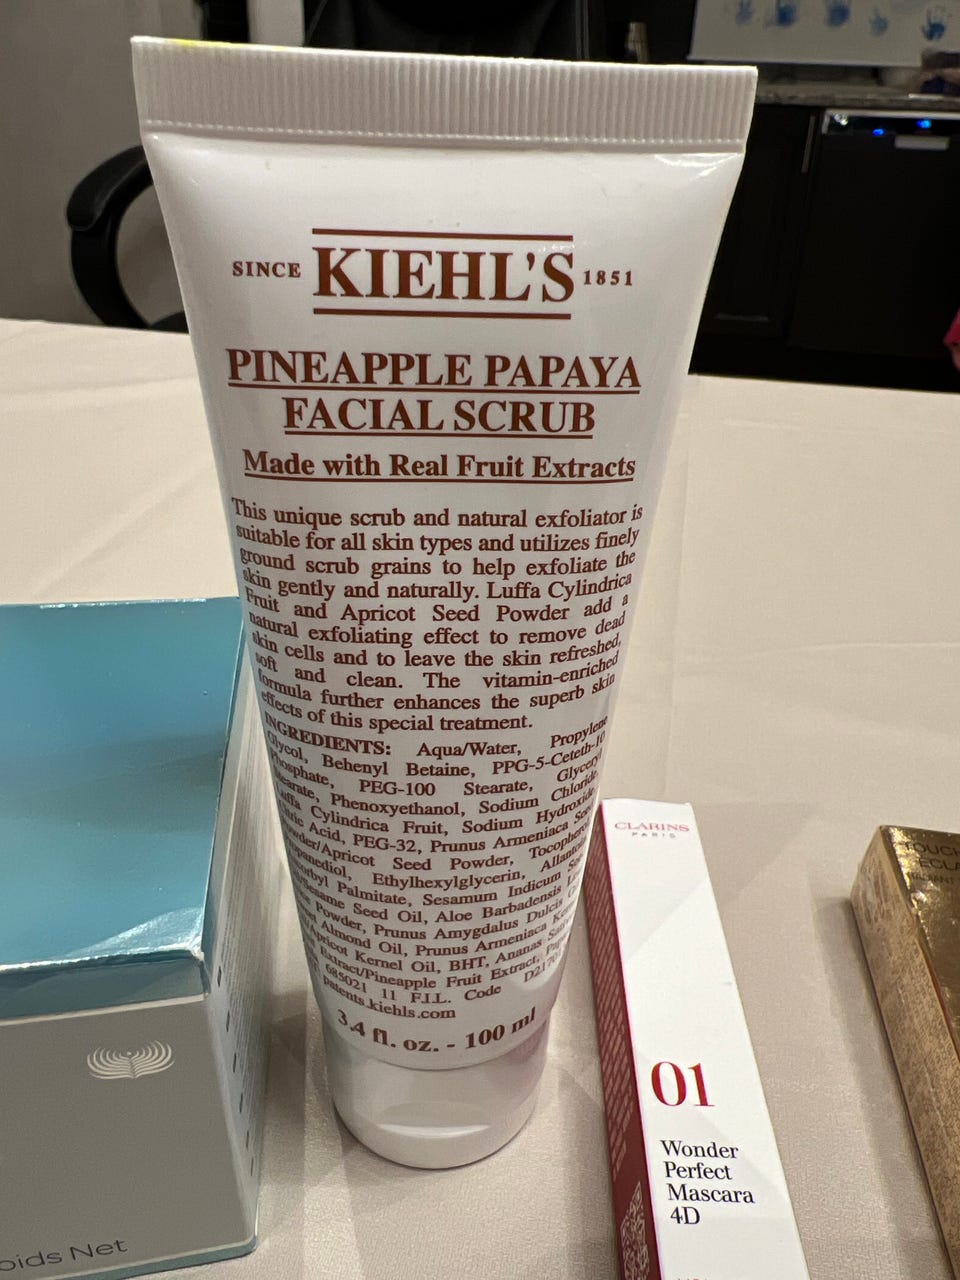 SINCE KIEHL'S 1851
PINEAPPLE PAPAYA
FACIAL SCRUB
Made with Real Fruit Extracts
This unique scrub and natural exfoliator is
suitable for all skin types and utilizes finely
ground scrub grains to help exfoliate the
skin gently and naturally. Luffa Cylindrica
Fruit and Apricot Seed Powder add a
natural exfoliating effect to remove dead
skin cells and to leave the skin refreshed,
soft and clean. The vitamin-enriched
formula further enhances the superb skin
effects of this special treatment.
INGREDIENTS: Aqua/Water, Propylene
Glycol, Behenyl Betaine, PPG-5-Ceteth-10
Phosphate, PEG-100 Stearate, Glyceryl
Stearate, Phenoxyethanol, Sodium Chloride,
Luffa Cylindrica Fruit, Sodium Hydroxide,
Citric Acid, PEG-32, Prunus Armeniaca
Powder/Apricot Seed Powder,
Ethylhexylglycerin,
Palmitate, Sesamum Indicum
Seed Oil, Aloe Barbadensis
Powder, Prunus Amygdalus Dulcis
Almond Oil, Prunus Armeniaca
Kernel Oil, BHT, Ananas
Extract/Pineapple Fruit Extract,
685021 11 F.I.L. Code
patents.kiehls.com
3.4 fl. oz. - 100 ml
CLARINS
PARIS
01
Wonder
Perfect
Mascara
4D
Net